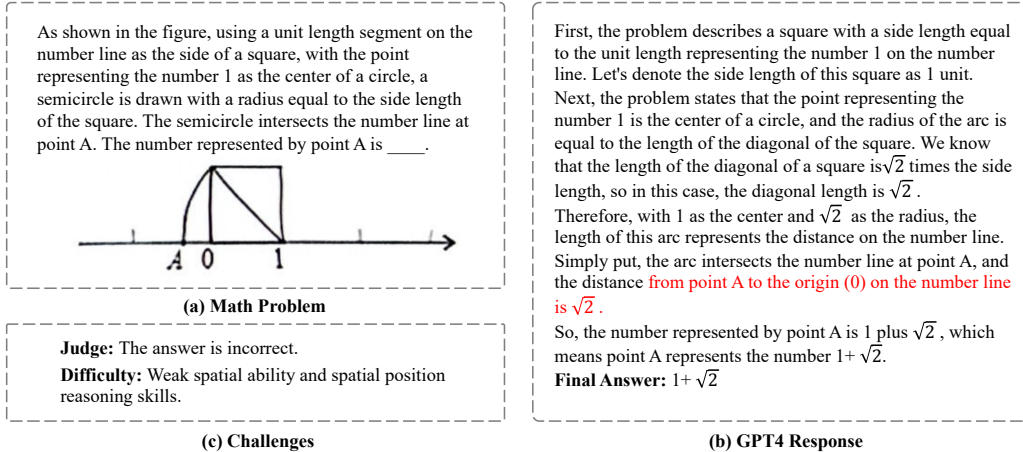 As shown in the figure, using a unit length segment on the
number line as the side of a square, with the point
representing the number 1 as the center of a circle, a
semicircle is drawn with a radius equal to the side length
of the square. The semicircle intersects the number line at
point A. The number represented by point A is ____.
A 0 1
(a) Math Problem
Judge: The answer is incorrect.
Difficulty: Weak spatial ability and spatial position
reasoning skills.
(c) Challenges
First, the problem describes a square with a side length equal
to the unit length representing the number 1 on the number
line. Let's denote the side length of this square as 1 unit.
Next, the problem states that the point representing the
number 1 is the center of a circle, and the radius of the arc is
equal to the length of the diagonal of the square. We know
that the length of the diagonal of a square is√2 times the side
length, so in this case, the diagonal length is √2 .
Therefore, with 1 as the center and √2 as the radius, the
length of this arc represents the distance on the number line.
Simply put, the arc intersects the number line at point A, and
the distance from point A to the origin (0) on the number line
is √2 .
So, the number represented by point A is 1 plus √2 , which
means point A represents the number 1+ √2.
Final Answer: 1+ √2
(b) GPT4 Response